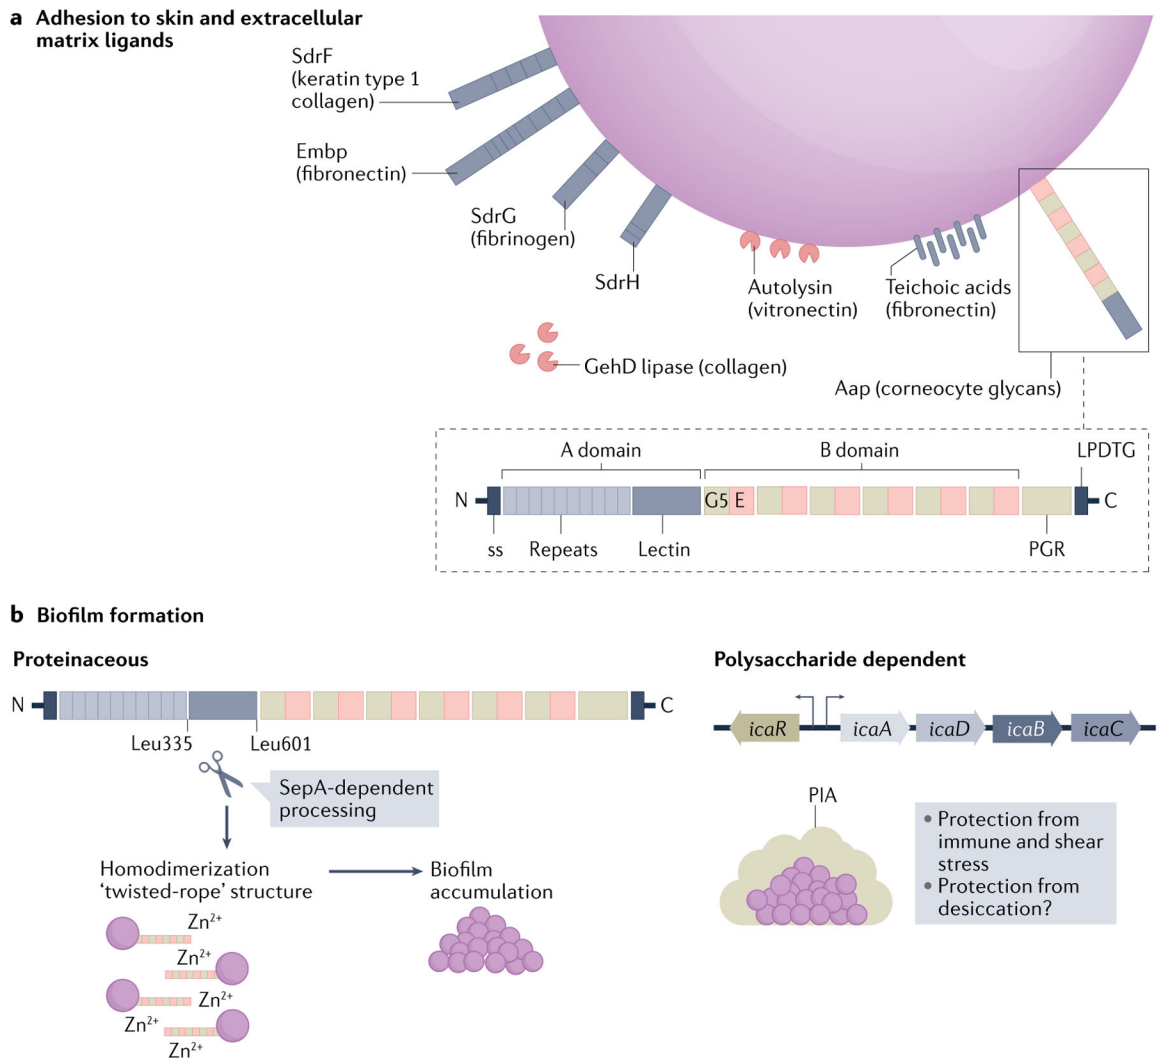 a Adhesion to skin and extracellular
matrix ligands
SdrF
(keratin type 1
collagen)
Embp
(fibronectin)
SdrG
(fibrinogen)
SdrH
Autolysin
(vitronectin)
Teichoic acids
(fibronectin)
GehD lipase (collagen)
Aap (corneocyte glycans)
A domain
B domain
LPDTG
N
G5 E
C
ss
Repeats
Lectin
PGR
b Biofilm formation
Proteinaceous
N
C
Leu335
Leu601
SepA-dependent
processing
Homodimerization
‘twisted-rope’ structure
Biofilm
accumulation
Zn²⁺
Zn²⁺
Zn²⁺
Zn²⁺
Zn²⁺
Polysaccharide dependent
icaR
icaA
icaD
icaB
icaC
PIA
• Protection from
immune and shear
stress
• Protection from
desiccation?